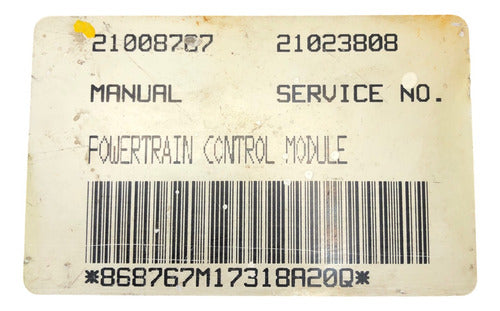 21008767 21023808
MANUAL SERVICE NO.
POWERTRAIN CONTROL MODULE
*868767M17318A20Q*